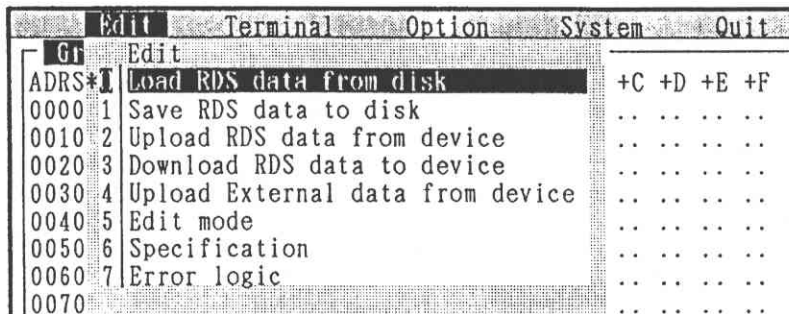 Edit Terminal Option System Quit
Gr Edit
ADRS*I Load RDS data from disk +C +D +E +F
0000 1 Save RDS data to disk .. .. .. ..
0010 2 Upload RDS data from device .. .. .. ..
0020 3 Download RDS data to device .. .. .. ..
0030 4 Upload External data from device .. .. .. ..
0040 5 Edit mode .. .. .. ..
0050 6 Specification .. .. .. ..
0060 7 Error logic .. .. .. ..
0070 .. .. .. ..